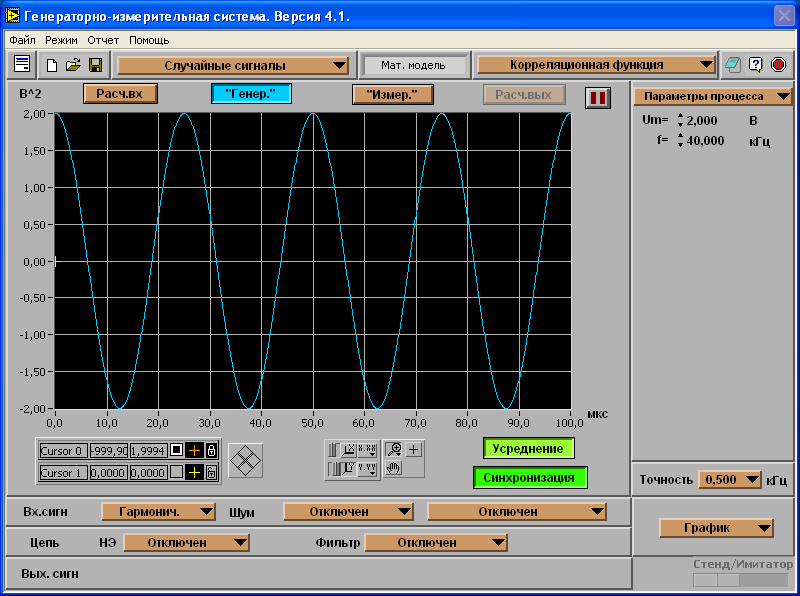 Генераторно-измерительная система. Версия 4.1.
Файл Режим Отчет Помощь
Случайные сигналы Мат. модель Корреляционная функция
В^2 Расч.вх "Генер." "Измер." Расч.вых Параметры процесса
Um= 2,000 В
f= 40,000 кГц
2,00
1,50
1,00
0,50
0,00
-0,50
-1,00
-1,50
-2,00
0,0 10,0 20,0 30,0 40,0 50,0 60,0 70,0 80,0 90,0 100,0 мкс
Cursor 0 -999,90 1,9994
Cursor 1 0,0000 0,0000
X X.XX
Y Y.YY
Усреднение
Синхронизация
Точность 0,500 кГц
Вх.сигн Гармонич. Шум Отключен Отключен
График
Цепь НЭ Отключен Фильтр Отключен
Стенд/Имитатор
Вых. сигн